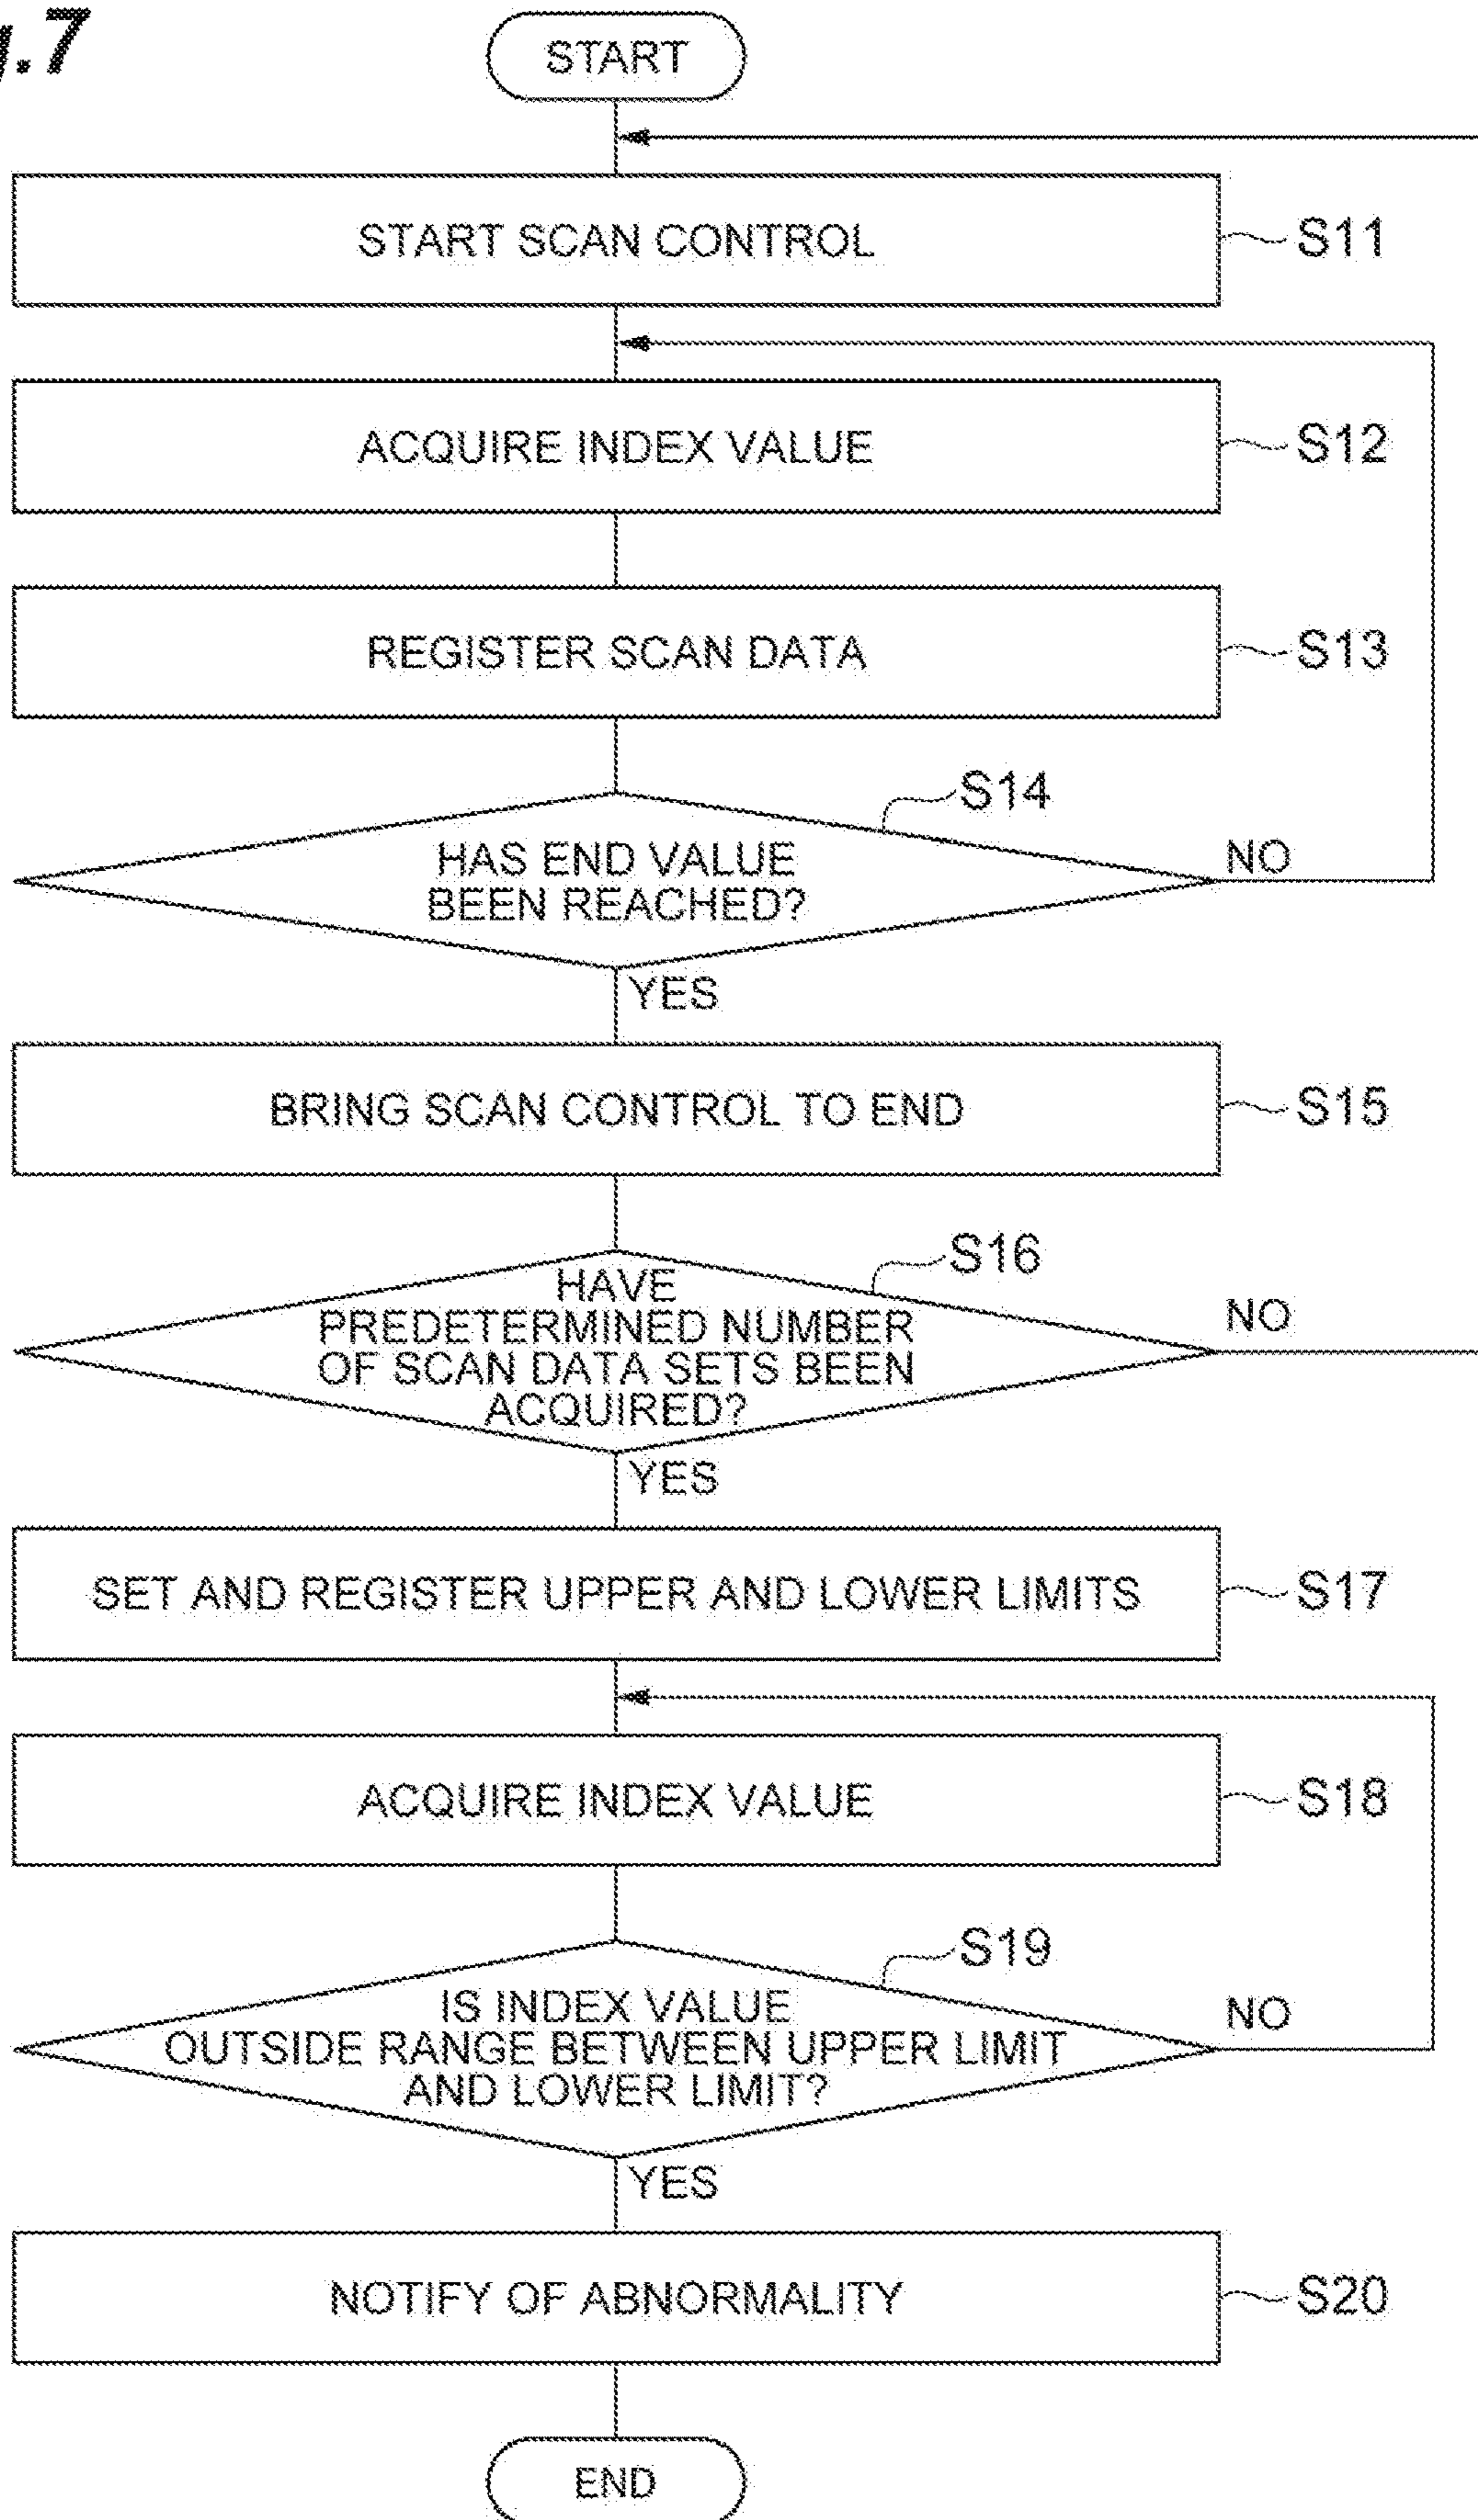 g.7
START
START SCAN CONTROL
S11
ACQUIRE INDEX VALUE
S12
REGISTER SCAN DATA
S13
S14
HAS END VALUE
BEEN REACHED?
NO
YES
BRING SCAN CONTROL TO END
S15
S16
HAVE
PREDETERMINED NUMBER
OF SCAN DATA SETS BEEN
ACQUIRED?
NO
YES
SET AND REGISTER UPPER AND LOWER LIMITS
S17
ACQUIRE INDEX VALUE
S18
S19
IS INDEX VALUE
OUTSIDE RANGE BETWEEN UPPER LIMIT
AND LOWER LIMIT?
NO
YES
NOTIFY OF ABNORMALITY
S20
END